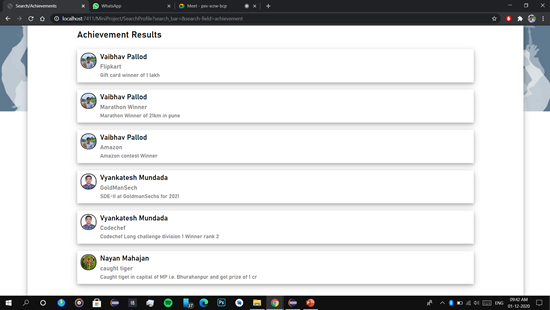 Search/Achievements
WhatsApp
Meet - pav-wcw-bcp
localhost:7411/MiniProject/SearchProfile?search_bar=&search-field=achievement
Achievement Results
Vaibhav Pallod
Flipkart
Gift card winner of 1 lakh
Vaibhav Pallod
Marathon Winner
Marathon Winner of 21km in pune
Vaibhav Pallod
Amazon
Amazon contest Winner
Vyankatesh Mundada
GoldManSech
SDE-II at GoldmanSechs for 2021
Vyankatesh Mundada
Codechef
Codechef Long challenge division 1 Winner rank 2
Nayan Mahajan
caught tiger
Caught tiger in capital of MP i.e. Bhurahanpur and got prize of 1 cr
ENG
09:42 AM
01-12-2020